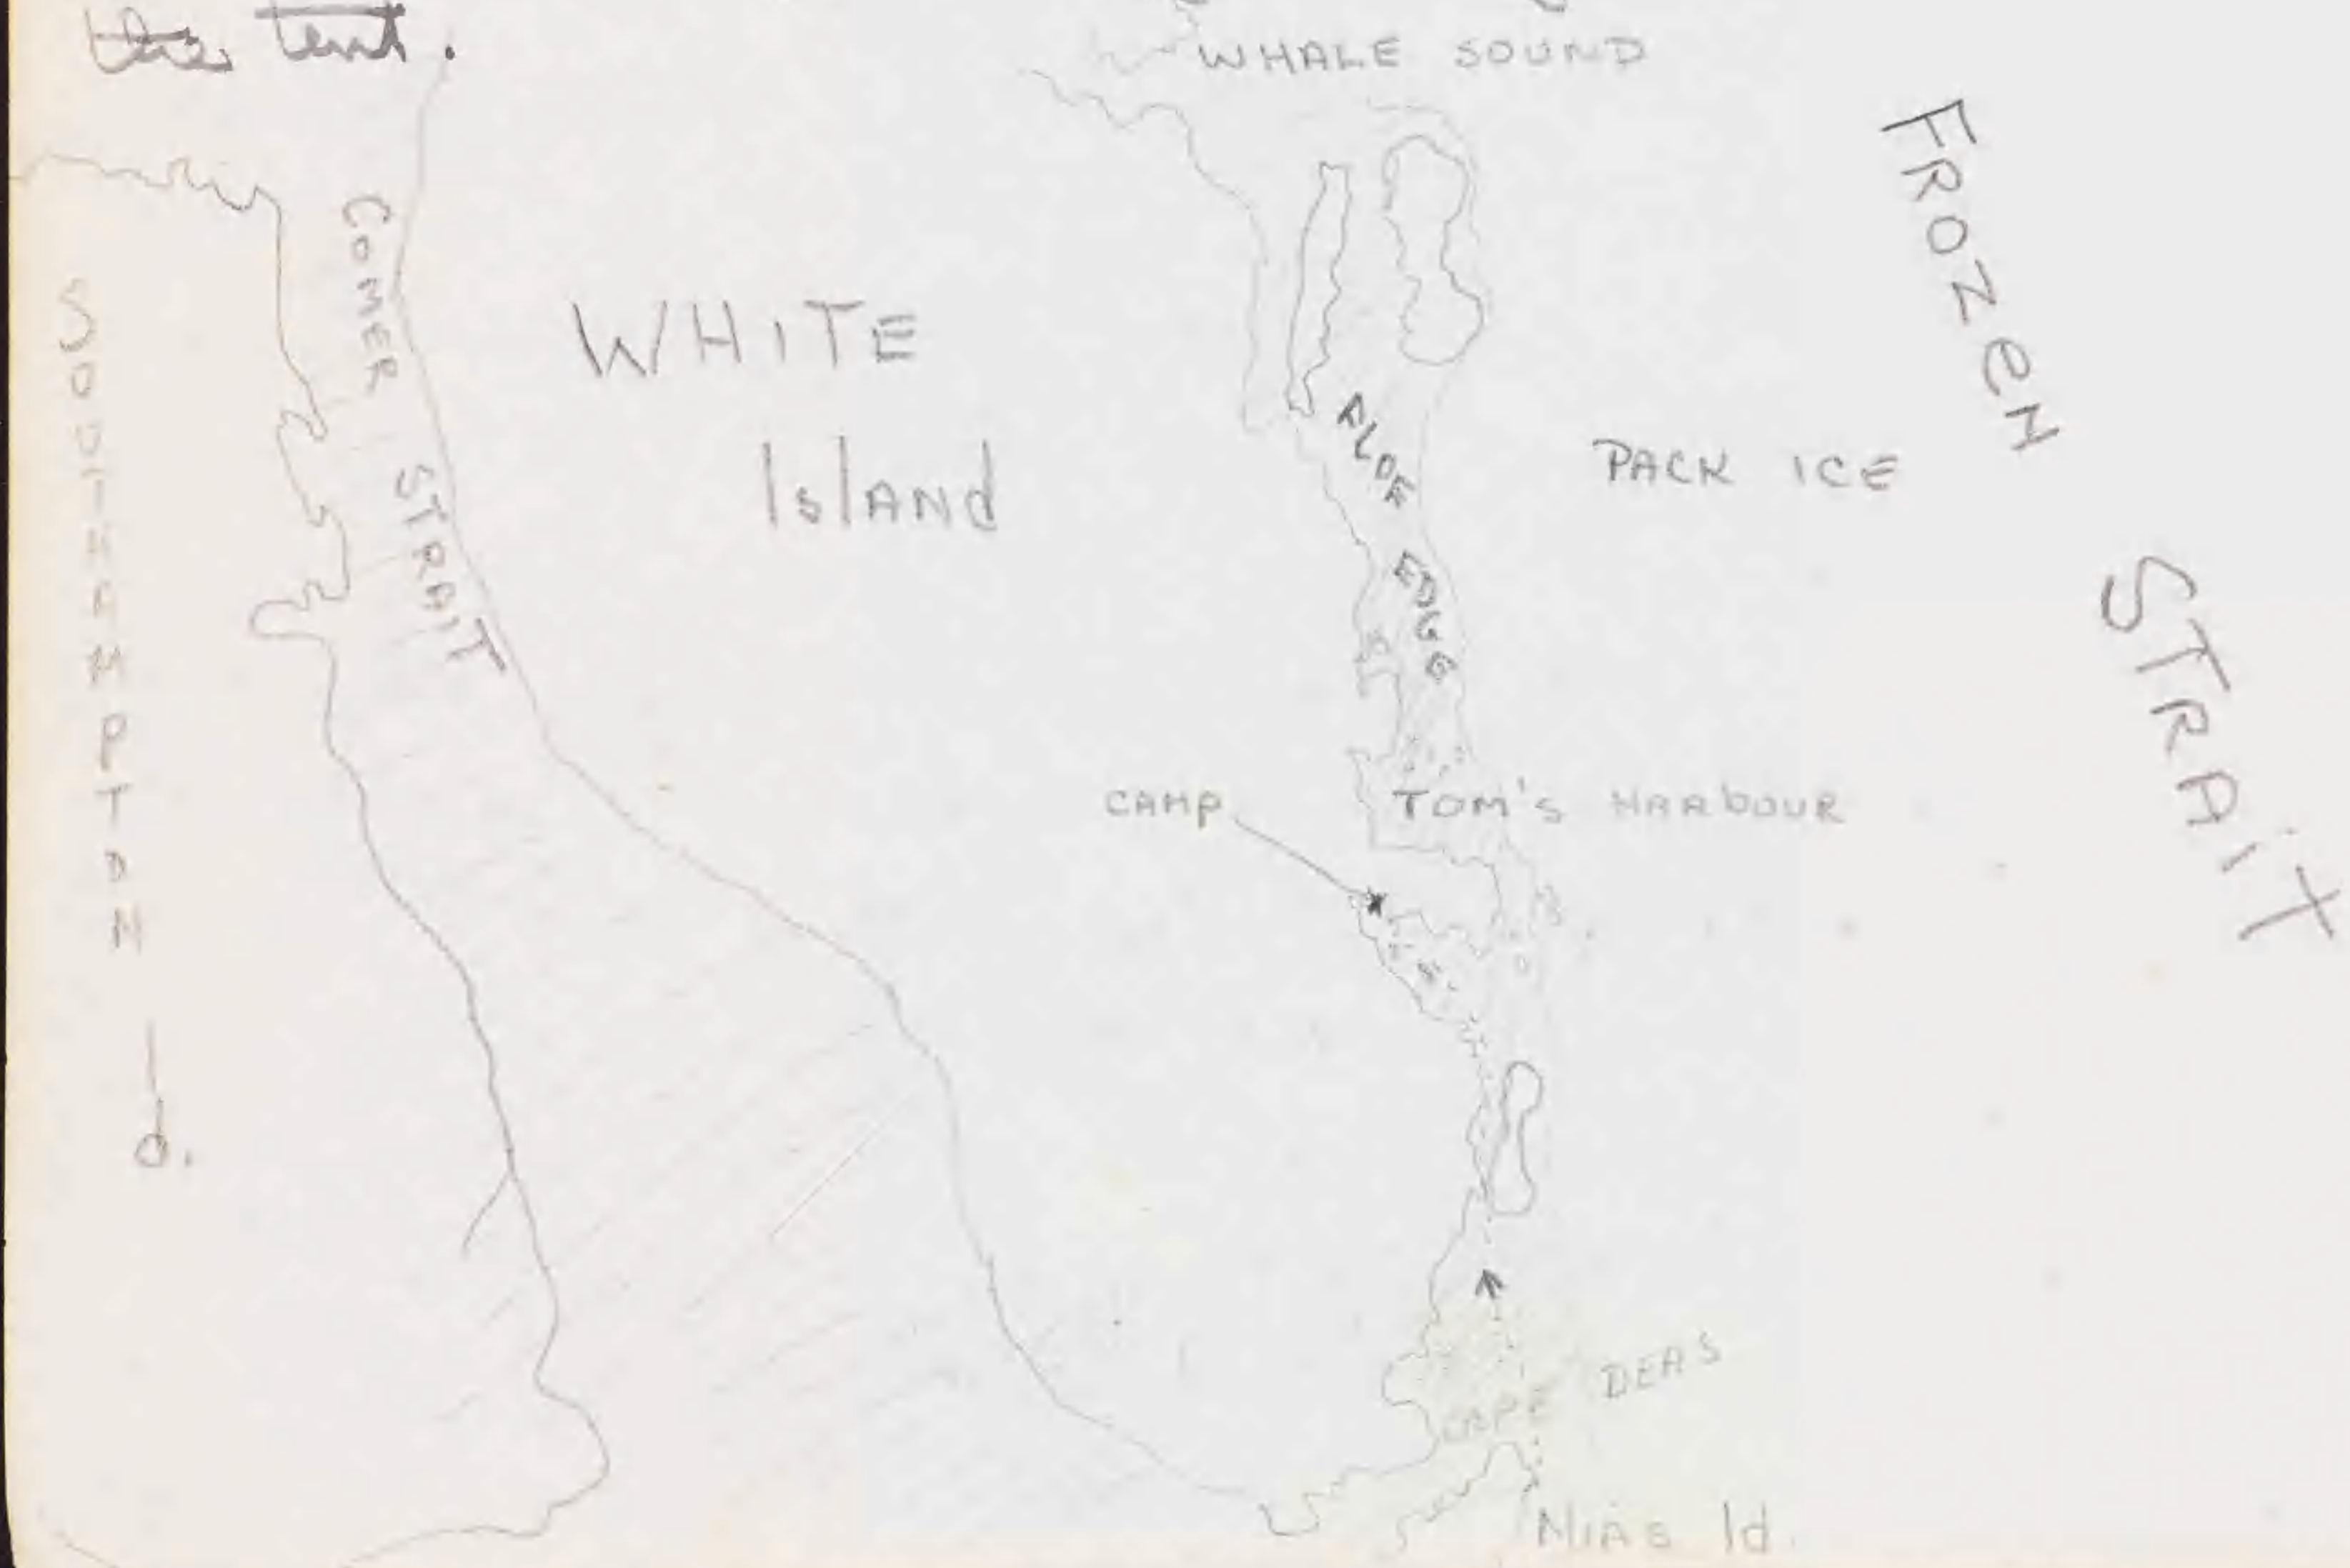 the tent.
WHALE SOUND
FROZEN STRAIT
COMER STRAIT
SOUTHAMPTON Id.
WHITE
IslANd
FLOE EDGE
PACK ICE
CAMP
TOM'S HARbOUR
CAPE DEAS
NIAS Id.